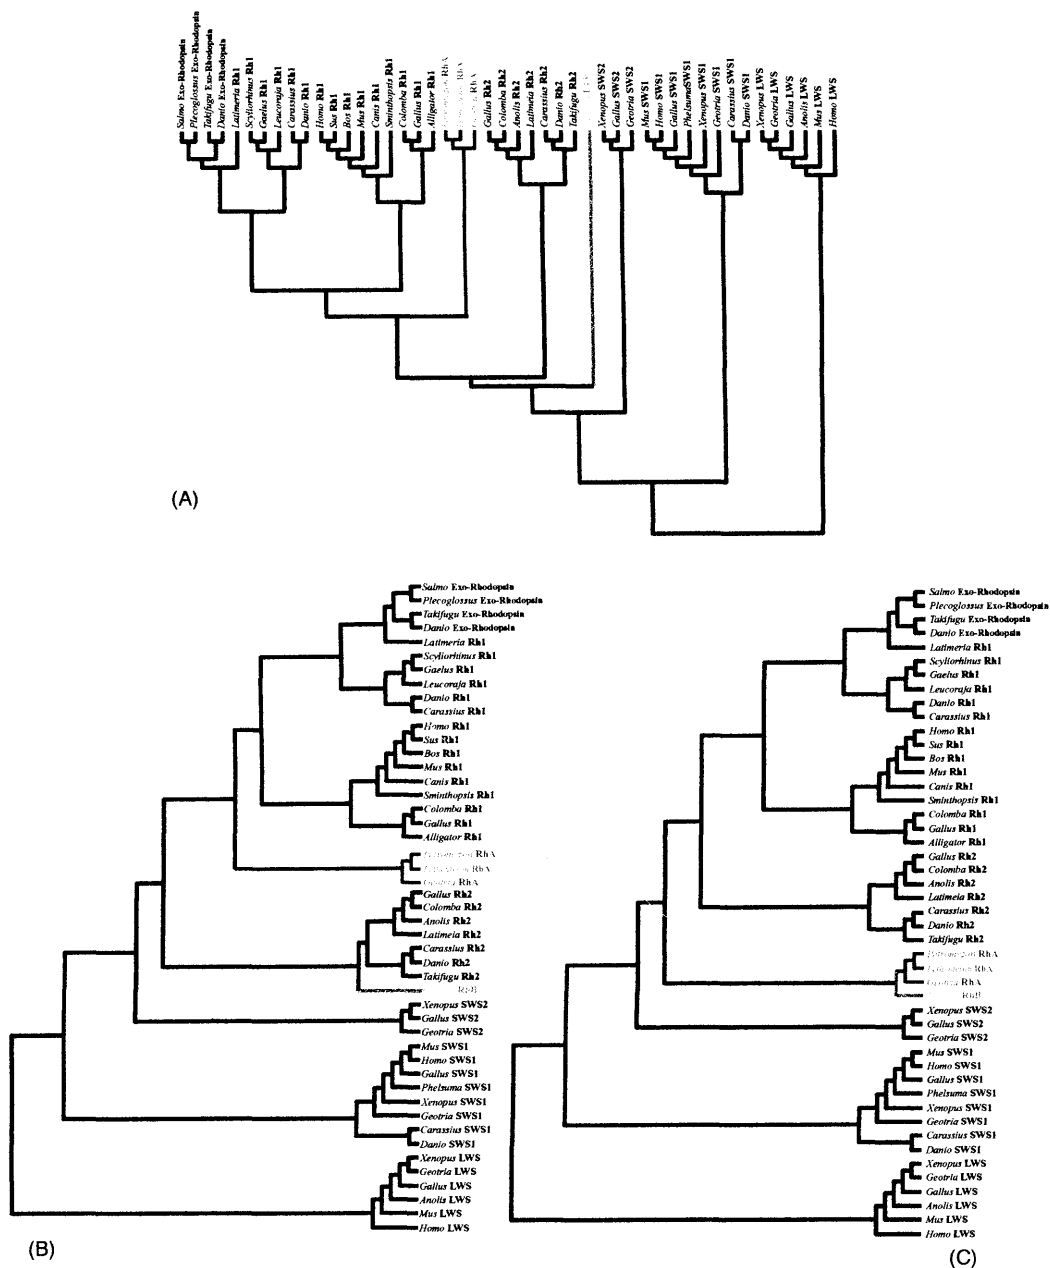 Salmo Exo-Rhodopsin
Plecoglossus Exo-Rhodopsin
Takifugu Exo-Rhodopsin
Danio Exo-Rhodopsin
Latimeria Rh1
Scyliorhinus Rh1
Gaelus Rh1
Leucoraja Rh1
Carassius Rh1
Danio Rh1
Homo Rh1
Sus Rh1
Bos Rh1
Mus Rh1
Canis Rh1
Sminthopsis Rh1
Colomba Rh1
Gallus Rh1
Alligator Rh1
RhA
RhA
RhA
Gallus Rh2
Colomba Rh2
Anolis Rh2
Latimeia Rh2
Carassius Rh2
Danio Rh2
Takifugu Rh2
Xenopus SWS2
Gallus SWS2
Geotria SWS2
Mus SWS1
Homo SWS1
Gallus SWS1
PhelsumeSWS1
Xenopus SWS1
Geotria SWS1
Carassius SWS1
Danio SWS1
Xenopus LWS
Geotria LWS
Gallus LWS
Anolis LWS
Mus LWS
Homo LWS
(A)
Salmo Exo-Rhodopsin
Plecoglossus Exo-Rhodopsin
Takifugu Exo-Rhodopsin
Danio Exo-Rhodopsin
Latimeria Rh1
Scyliorhinus Rh1
Gaelus Rh1
Leucoraja Rh1
Danio Rh1
Carassius Rh1
Homo Rh1
Sus Rh1
Bos Rh1
Mus Rh1
Canis Rh1
Sminthopsis Rh1
Colomba Rh1
Gallus Rh1
Alligator Rh1
RhA
RhA
Geotria RhA
Gallus Rh2
Colomba Rh2
Anolis Rh2
Latimeia Rh2
Carassius Rh2
Danio Rh2
Takifugu Rh2
RhB
Xenopus SWS2
Gallus SWS2
Geotria SWS2
Mus SWS1
Homo SWS1
Gallus SWS1
Phelsuma SWS1
Xenopus SWS1
Geotria SWS1
Carassius SWS1
Danio SWS1
Xenopus LWS
Geotria LWS
Gallus LWS
Anolis LWS
Mus LWS
Homo LWS
(B)
Salmo Exo-Rhodopsin
Plecoglossus Exo-Rhodopsin
Takifugu Exo-Rhodopsin
Danio Exo-Rhodopsin
Latimeria Rh1
Scyliorhinus Rh1
Gaelus Rh1
Leucoraja Rh1
Danio Rh1
Carassius Rh1
Homo Rh1
Sus Rh1
Bos Rh1
Mus Rh1
Canis Rh1
Sminthopsis Rh1
Colomba Rh1
Gallus Rh1
Alligator Rh1
Gallus Rh2
Colomba Rh2
Anolis Rh2
Latimeia Rh2
Carassius Rh2
Danio Rh2
Takifugu Rh2
RhA
RhA
Geotria RhA
RhB
Xenopus SWS2
Gallus SWS2
Geotria SWS2
Mus SWS1
Homo SWS1
Gallus SWS1
Phelsuma SWS1
Xenopus SWS1
Geotria SWS1
Carassius SWS1
Danio SWS1
Xenopus LWS
Geotria LWS
Gallus LWS
Anolis LWS
Mus LWS
Homo LWS
(C)